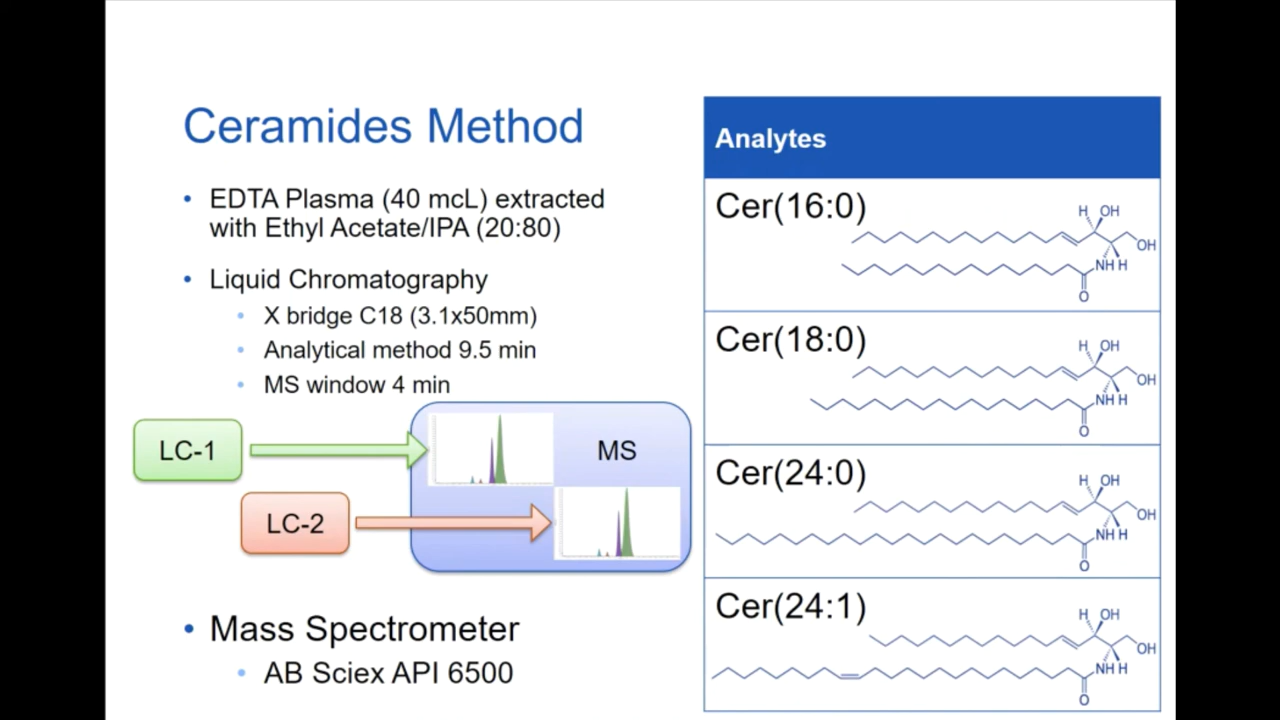 Ceramides Method
• EDTA Plasma (40 mcL) extracted
with Ethyl Acetate/IPA (20:80)
• Liquid Chromatography
• X bridge C18 (3.1x50mm)
• Analytical method 9.5 min
• MS window 4 min
LC-1
MS
LC-2
• Mass Spectrometer
• AB Sciex API 6500
Analytes
Cer(16:0)
H OH
OH
NH H
O
Cer(18:0)
H OH
OH
NH H
O
Cer(24:0)
H OH
OH
NH H
O
Cer(24:1)
H OH
OH
NH H
O